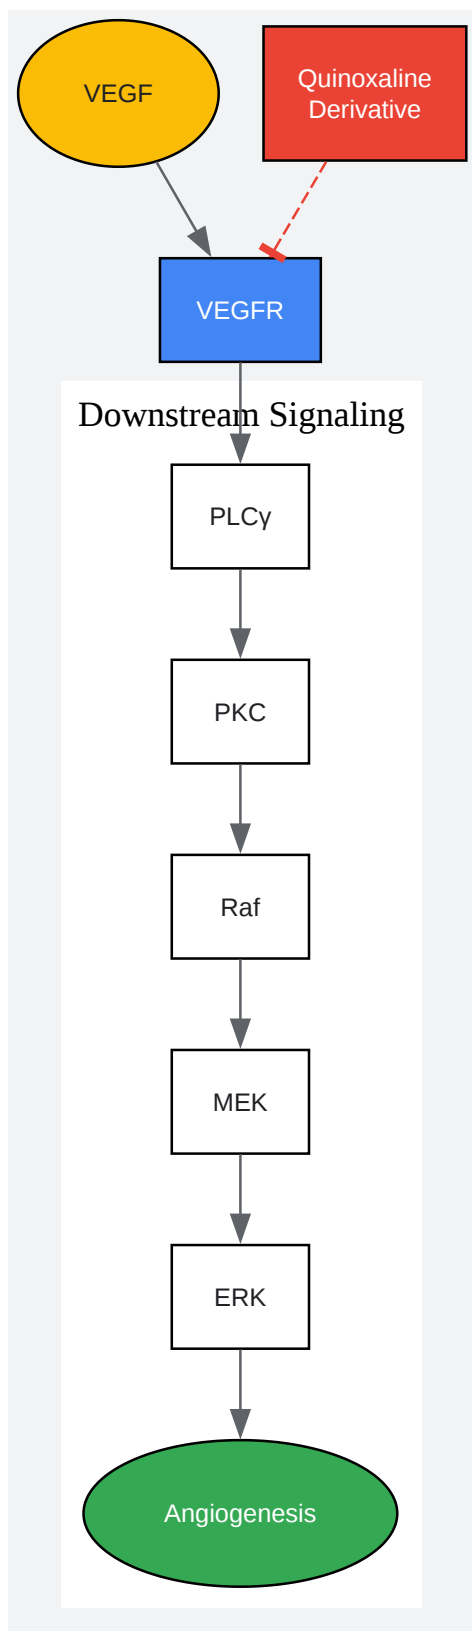 VEGF
Quinoxaline
Derivative
VEGFR
Downstream Signaling
PLCγ
PKC
Raf
MEK
ERK
Angiogenesis